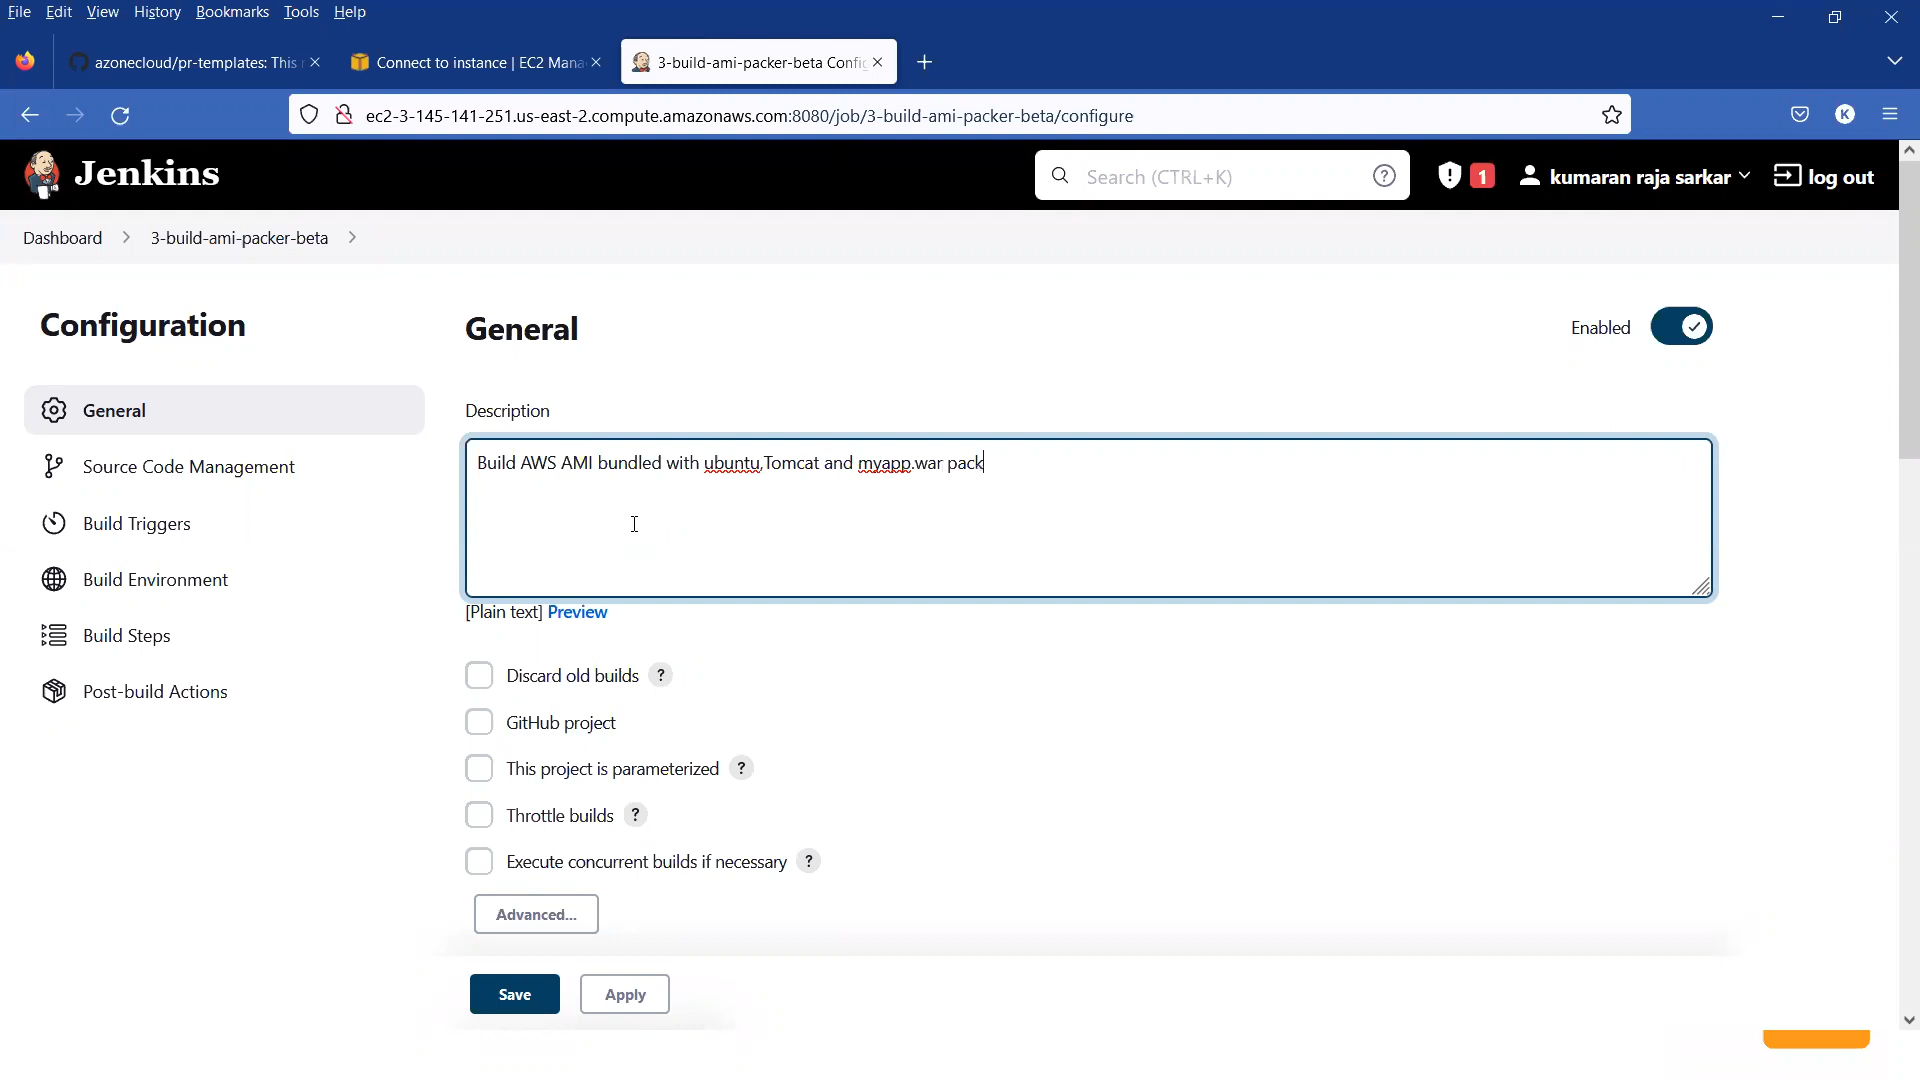 File Edit View History Bookmarks Tools Help
azonecloud/pr-templates: This
Connect to instance | EC2 Mana
3-build-ami-packer-beta Config
ec2-3-145-141-251.us-east-2.compute.amazonaws.com:8080/job/3-build-ami-packer-beta/configure
K
Jenkins
Search (CTRL+K)
?
1
kumaran raja sarkar
log out
Dashboard
3-build-ami-packer-beta
Configuration
General
Source Code Management
Build Triggers
Build Environment
Build Steps
Post-build Actions
General
Enabled
Description
Build AWS AMI bundled with ubuntu,Tomcat and myapp.war pack
[Plain text] Preview
Discard old builds ?
GitHub project
This project is parameterized ?
Throttle builds ?
Execute concurrent builds if necessary ?
Advanced...
Save
Apply